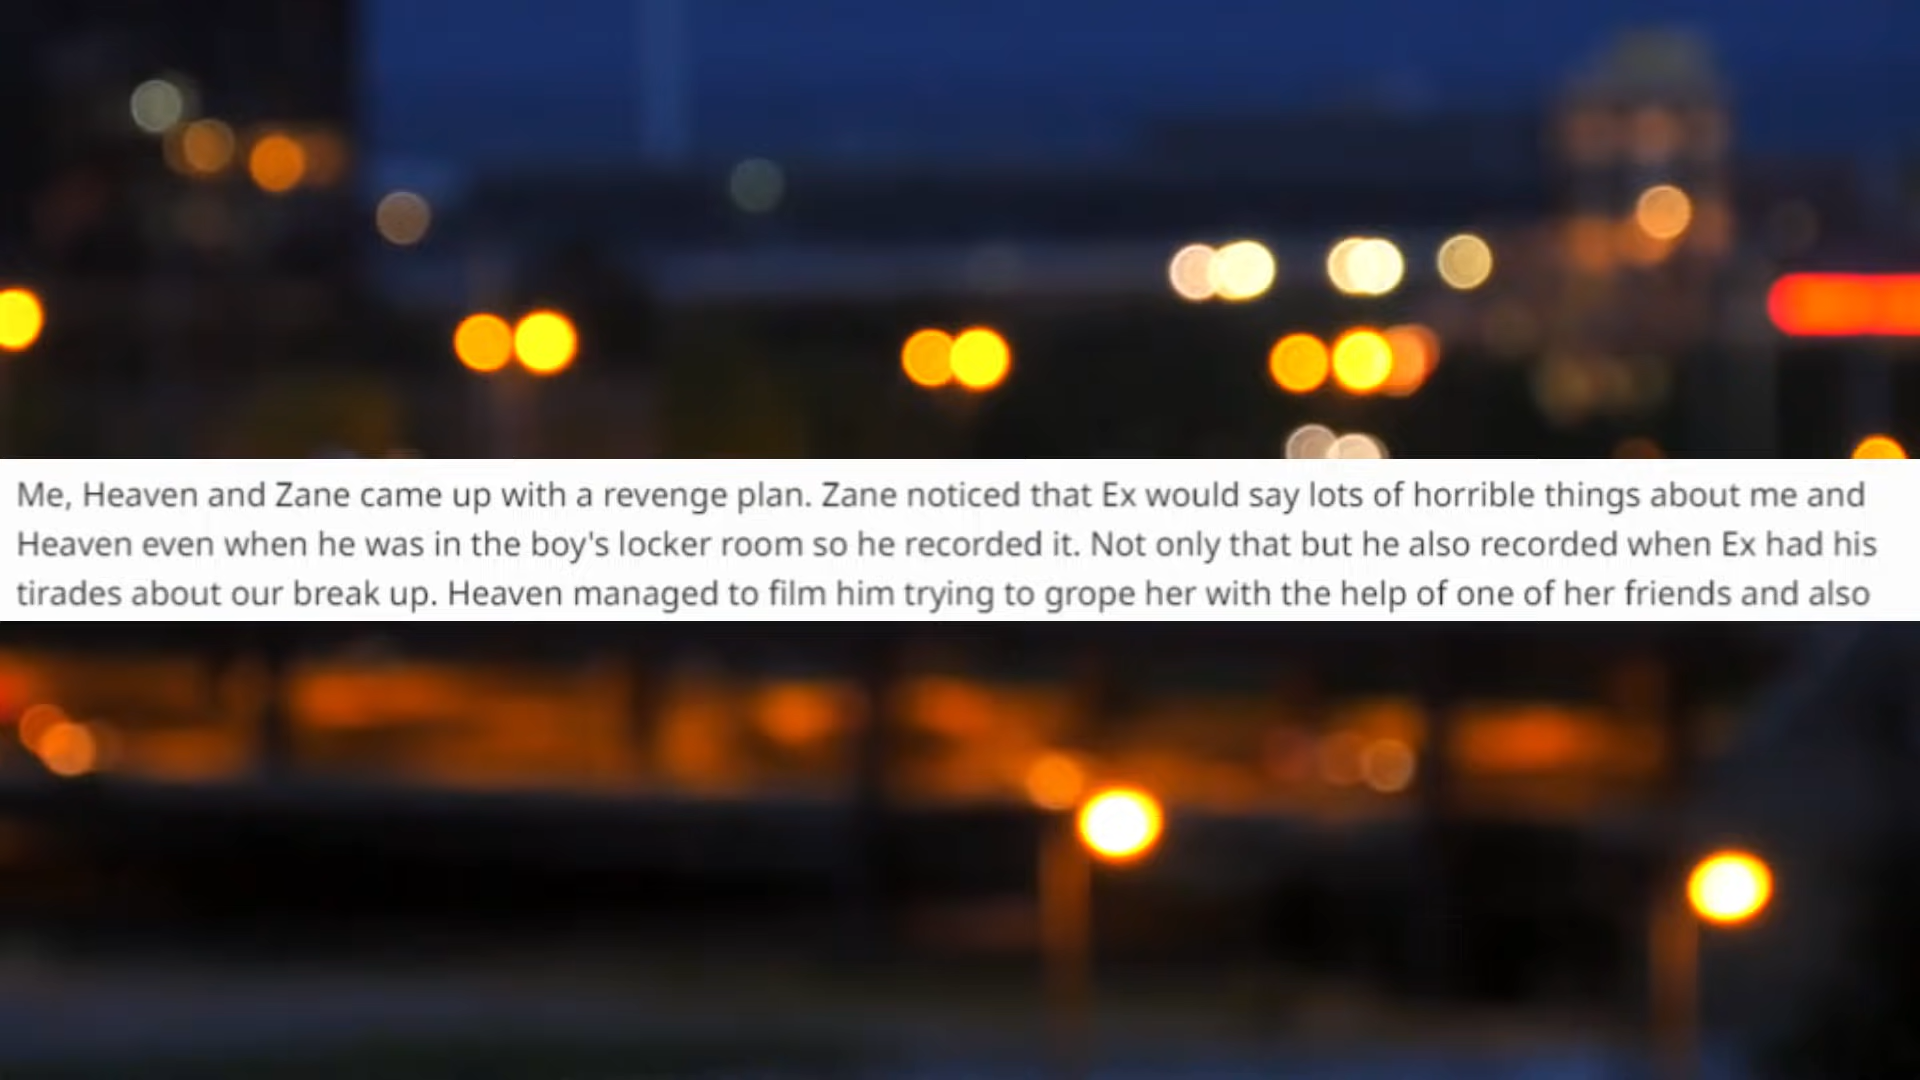 Me, Heaven and Zane came up with a revenge plan. Zane noticed that Ex would say lots of horrible things about me and
Heaven even when he was in the boy's locker room so he recorded it. Not only that but he also recorded when Ex had his
tirades about our break up. Heaven managed to film him trying to grope her with the help of one of her friends and also